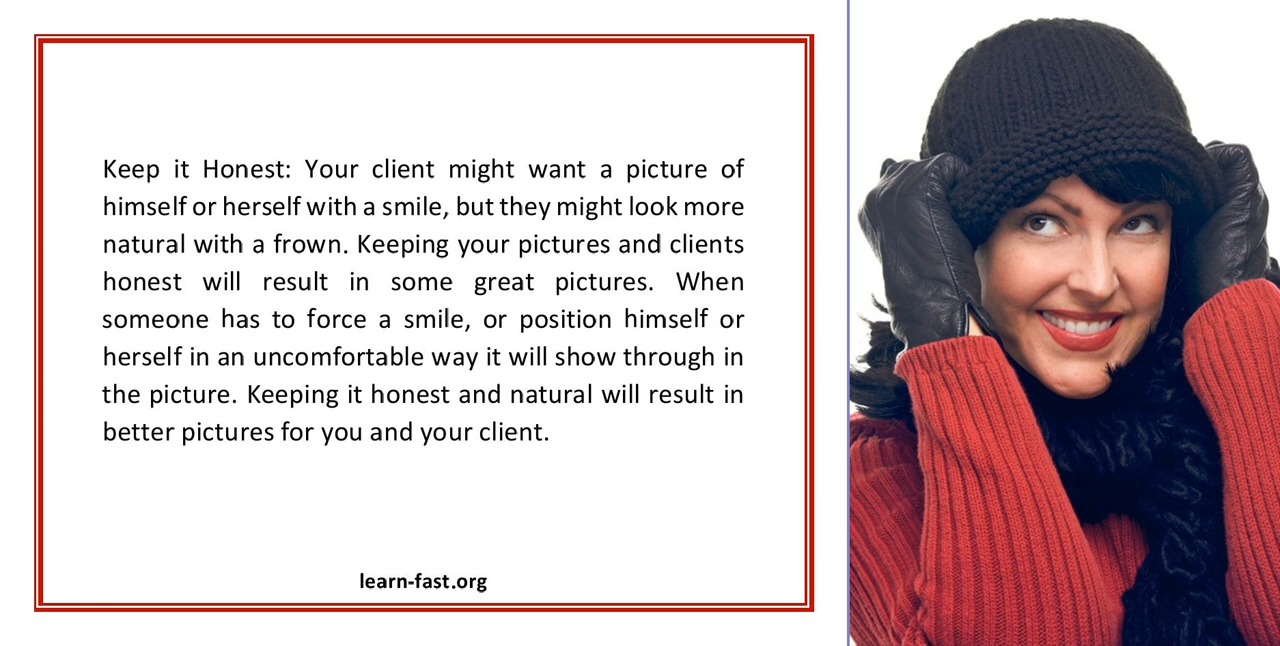 Keep it Honest: Your client might want a picture of
himself or herself with a smile, but they might look more
natural with a frown. Keeping your pictures and clients
honest will result in some great pictures. When
someone has to force a smile, or position himself or
herself in an uncomfortable way it will show through in
the picture. Keeping it honest and natural will result in
better pictures for you and your client.
learn-fast.org